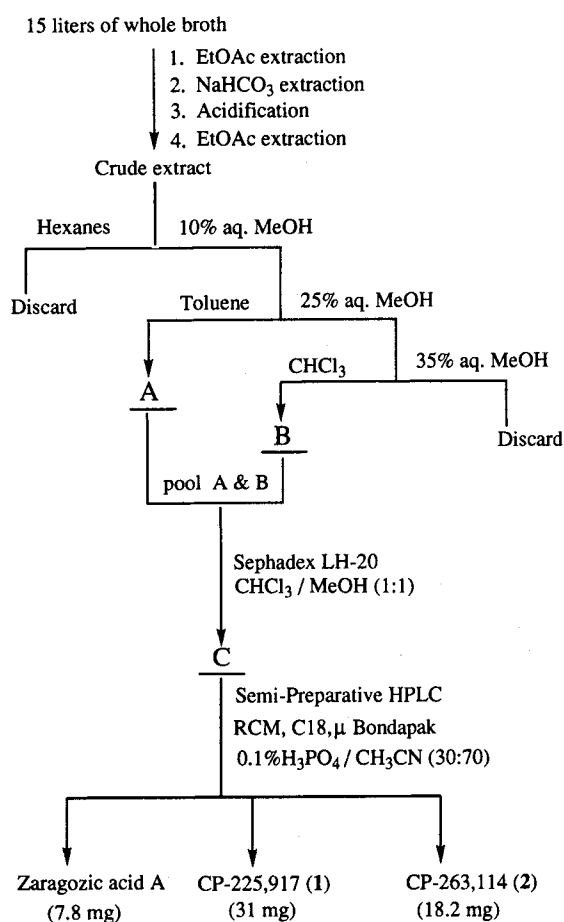 15 liters of whole broth
1. EtOAc extraction
2. NaHCO₃ extraction
3. Acidification
4. EtOAc extraction
Crude extract
Hexanes 10% aq. MeOH
Discard
Toluene 25% aq. MeOH
CHCl₃ 35% aq. MeOH
A
B
Discard
pool A & B
Sephadex LH-20
CHCl₃ / MeOH (1:1)
C
Semi-Preparative HPLC
RCM, C18, μ Bondapak
0.1%H₃PO₄ / CH₃CN (30:70)
Zaragozic acid A CP-225,917 (1) CP-263,114 (2)
(7.8 mg) (31 mg) (18.2 mg)